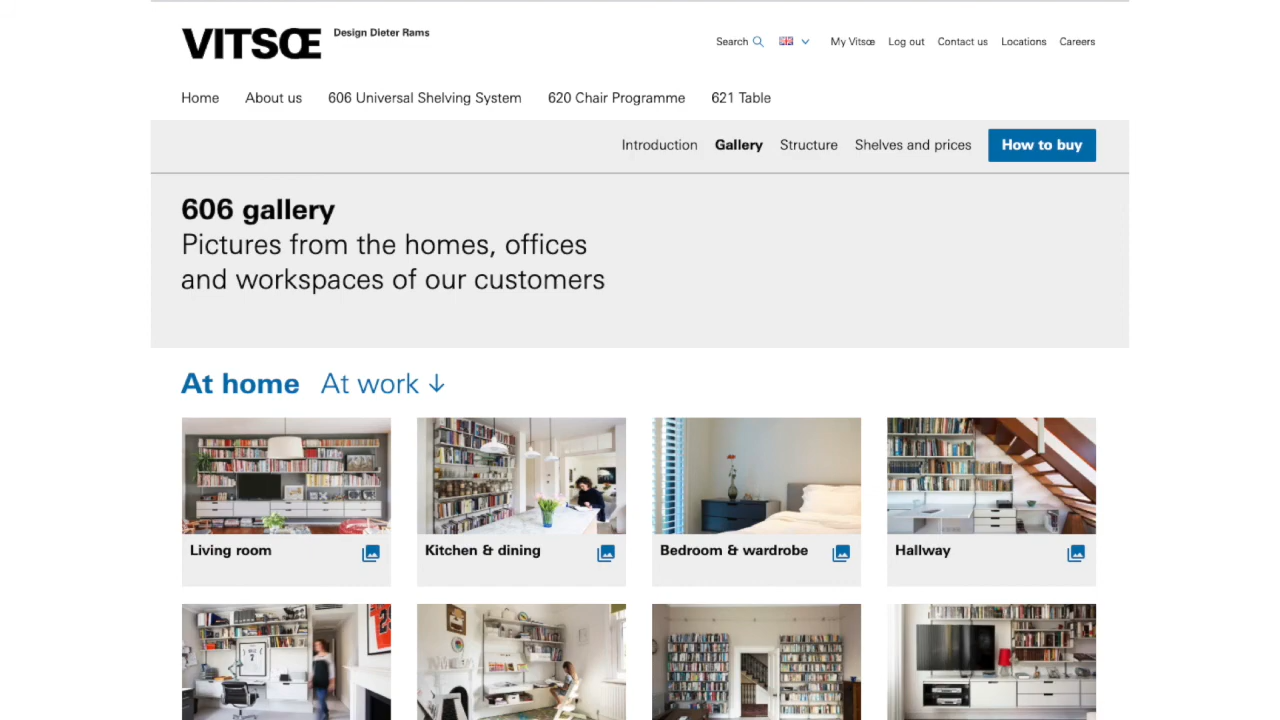 VITSŒ
Design Dieter Rams
Search
My Vitsœ
Log out
Contact us
Locations
Careers
Home
About us
606 Universal Shelving System
620 Chair Programme
621 Table
Introduction
Gallery
Structure
Shelves and prices
How to buy
606 gallery
Pictures from the homes, offices
and workspaces of our customers
At home
At work ↓
Living room
Kitchen & dining
Bedroom & wardrobe
Hallway